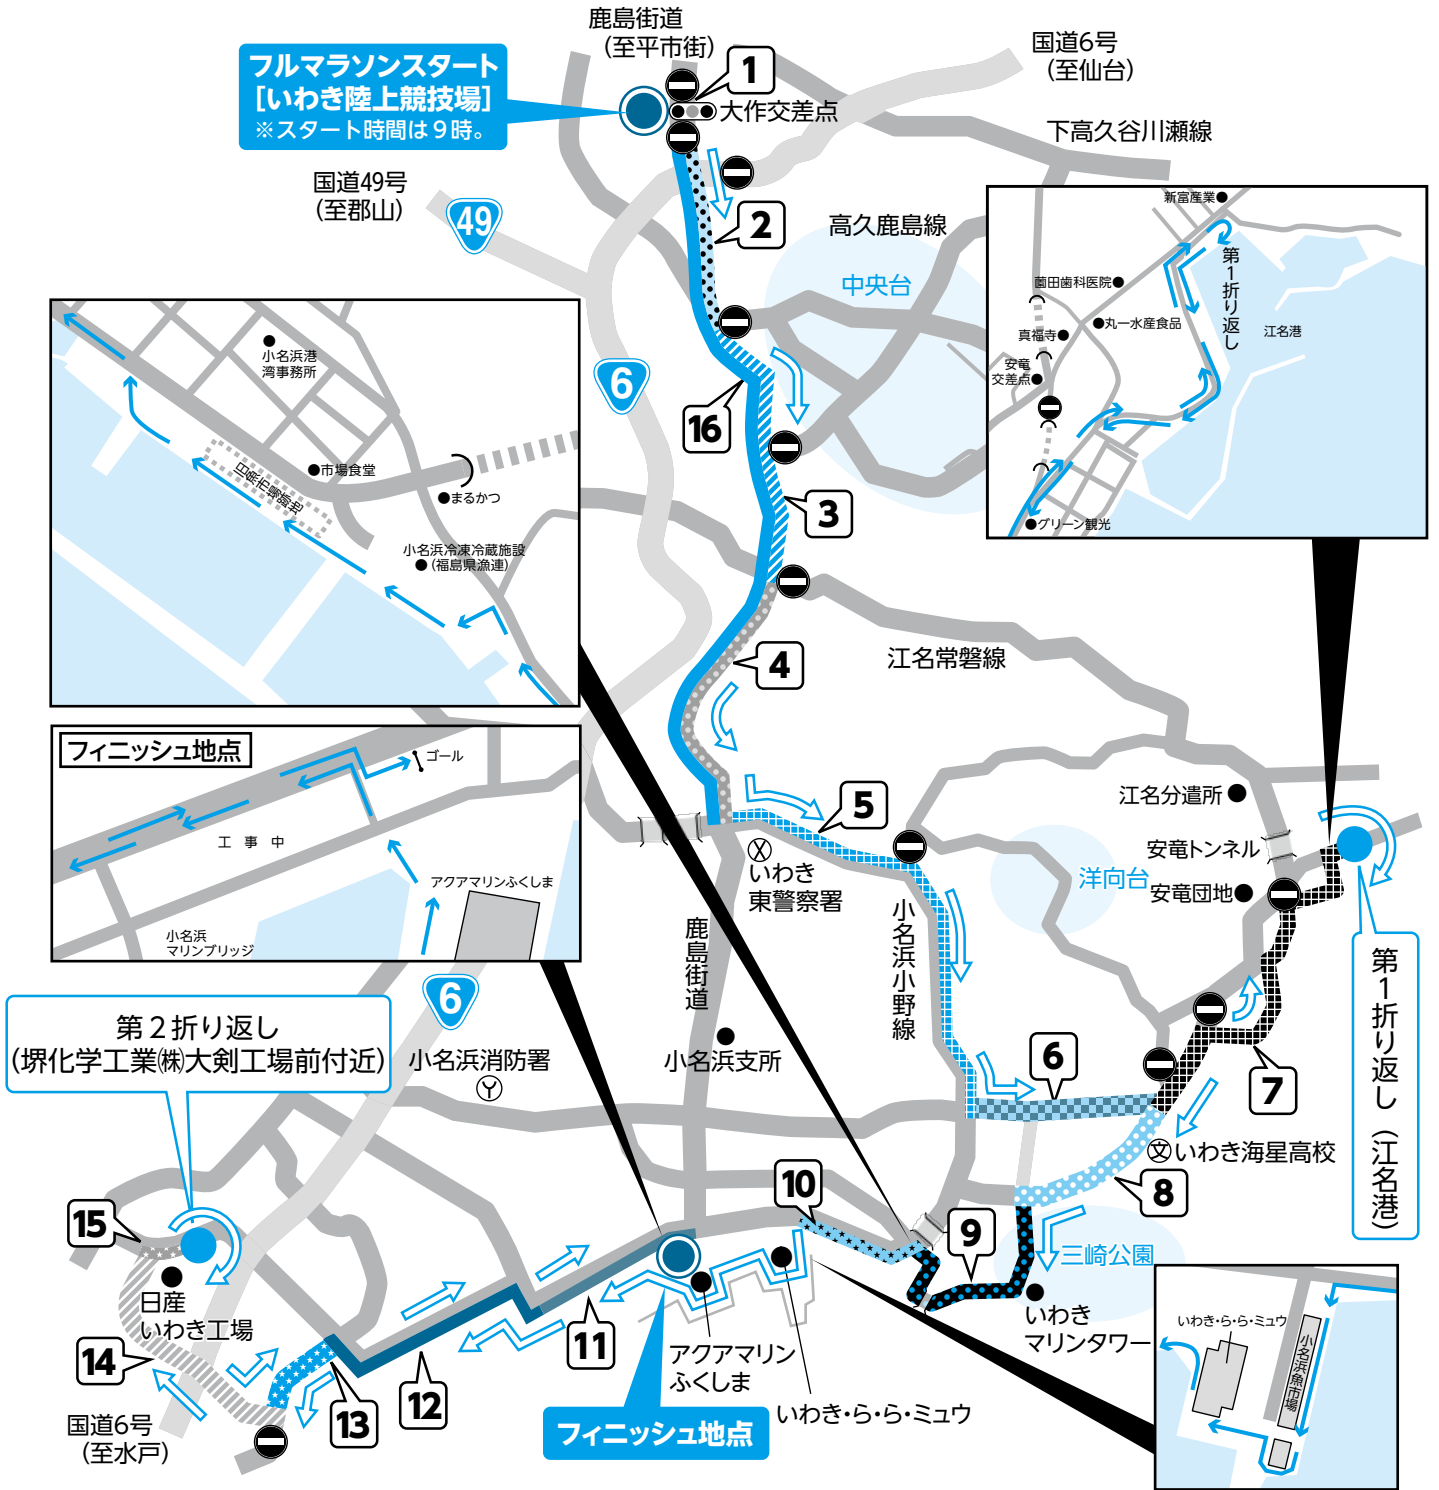 鹿島街道
(至平市街)
国道6号
(至仙台)
フルマラソンスタート
[いわき陸上競技場]
※スタート時間は9時。
1
大作交差点
下高久谷川瀬線
国道49号
(至郡山)
49
2
高久鹿島線
中央台
新富産業
第1折り返し
薗田歯科医院
丸一水産食品
江名港
真福寺
安竜
交差点
グリーン観光
小名浜港
湾事務所
市場食堂
旧魚市場跡地
まるかつ
小名浜冷凍冷蔵施設
(福島県漁連)
6
16
3
4
江名常磐線
フィニッシュ地点
ゴール
工事中
アクアマリンふくしま
小名浜
マリンブリッジ
5
いわき
東警察署
江名分遣所
安竜トンネル
洋向台
安竜団地
小名浜小野線
鹿島街道
第1折り返し(江名港)
6
第2折り返し
(堺化学工業㈱大剣工場前付近)
小名浜消防署
小名浜支所
6
7
文
いわき海星高校
8
10
9
三崎公園
15
日産
いわき工場
いわき
マリンタワー
11
アクアマリン
ふくしま
いわき・ら・ら・ミュウ
14
13
12
国道6号
(至水戸)
フィニッシュ地点
いわき・ら・ら・ミュウ
小名浜魚市場